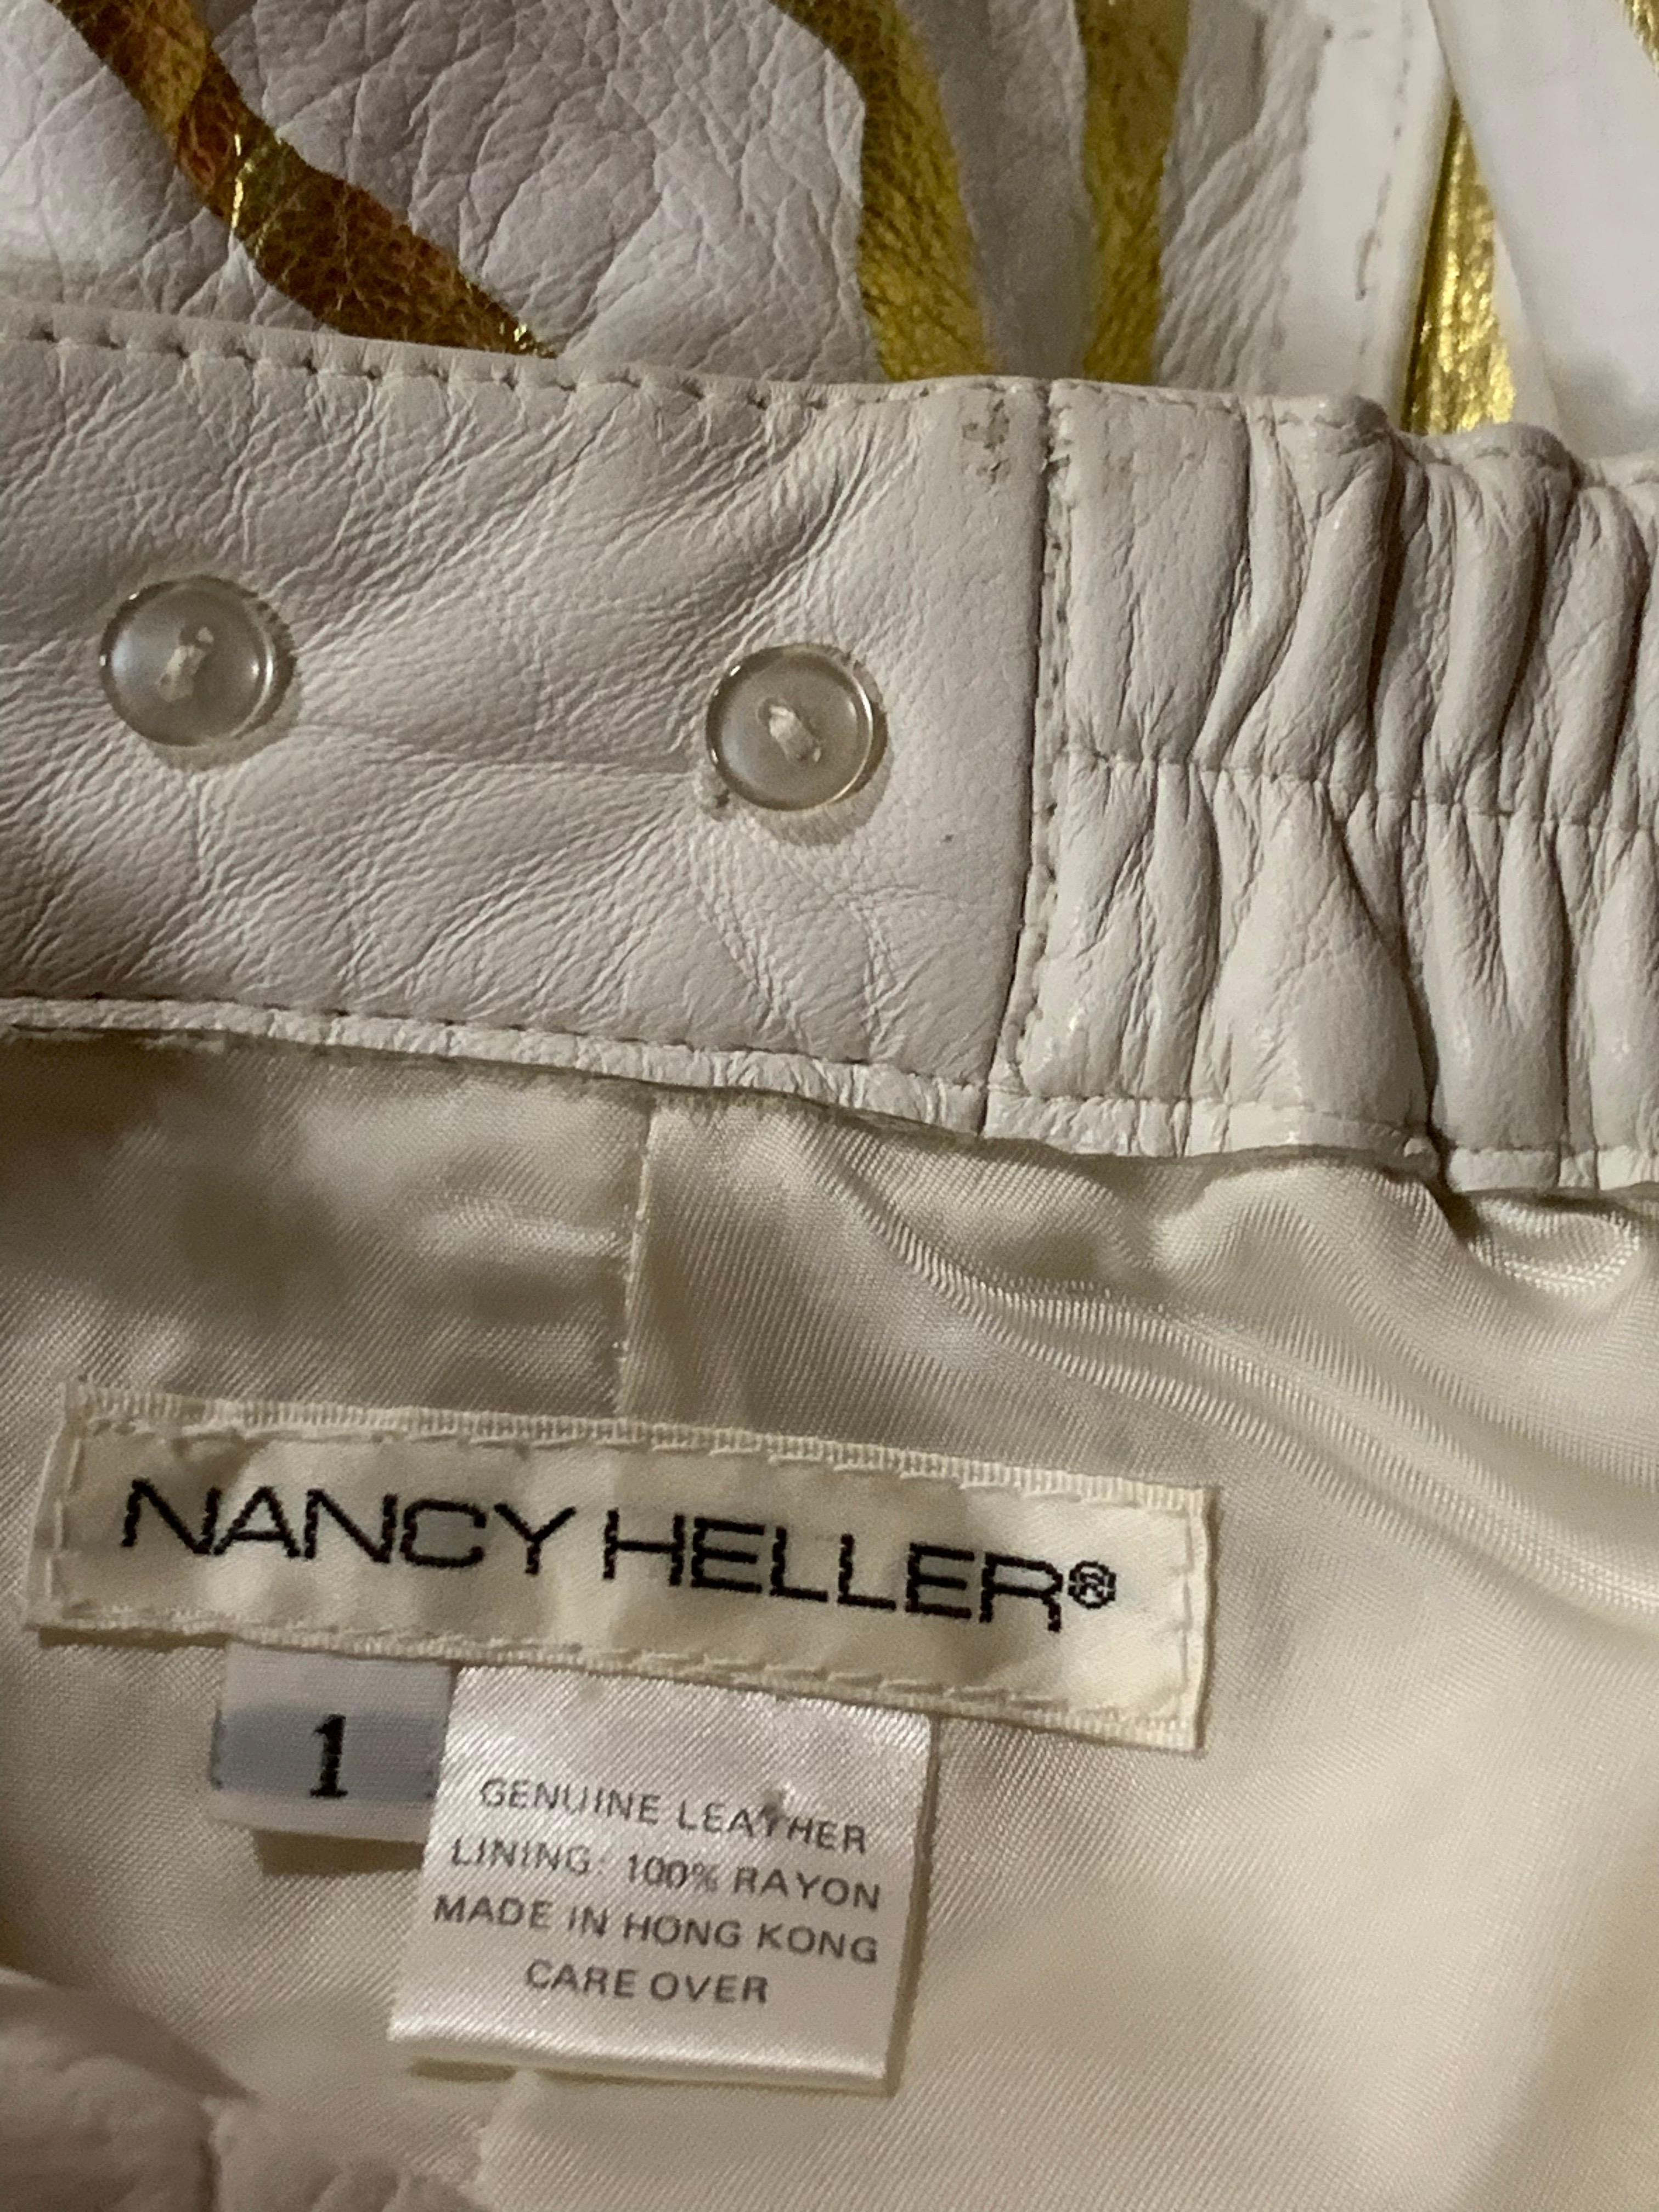 NANCY HELLER®
1
GENUINE LEATHER
LINING: 100% RAYON
MADE IN HONG KONG
CARE OVER